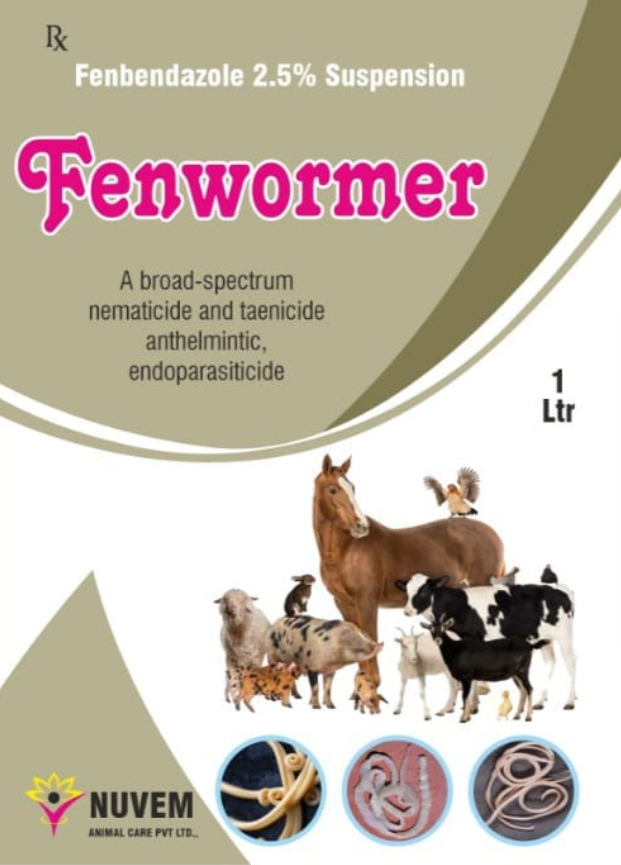 Rx
Fenbendazole 2.5% Suspension
Fenwormer
A broad-spectrum
nematicide and taenicide
anthelmintic,
endoparasiticide
1
Ltr
NUVEM
ANIMAL CARE PVT LTD..,